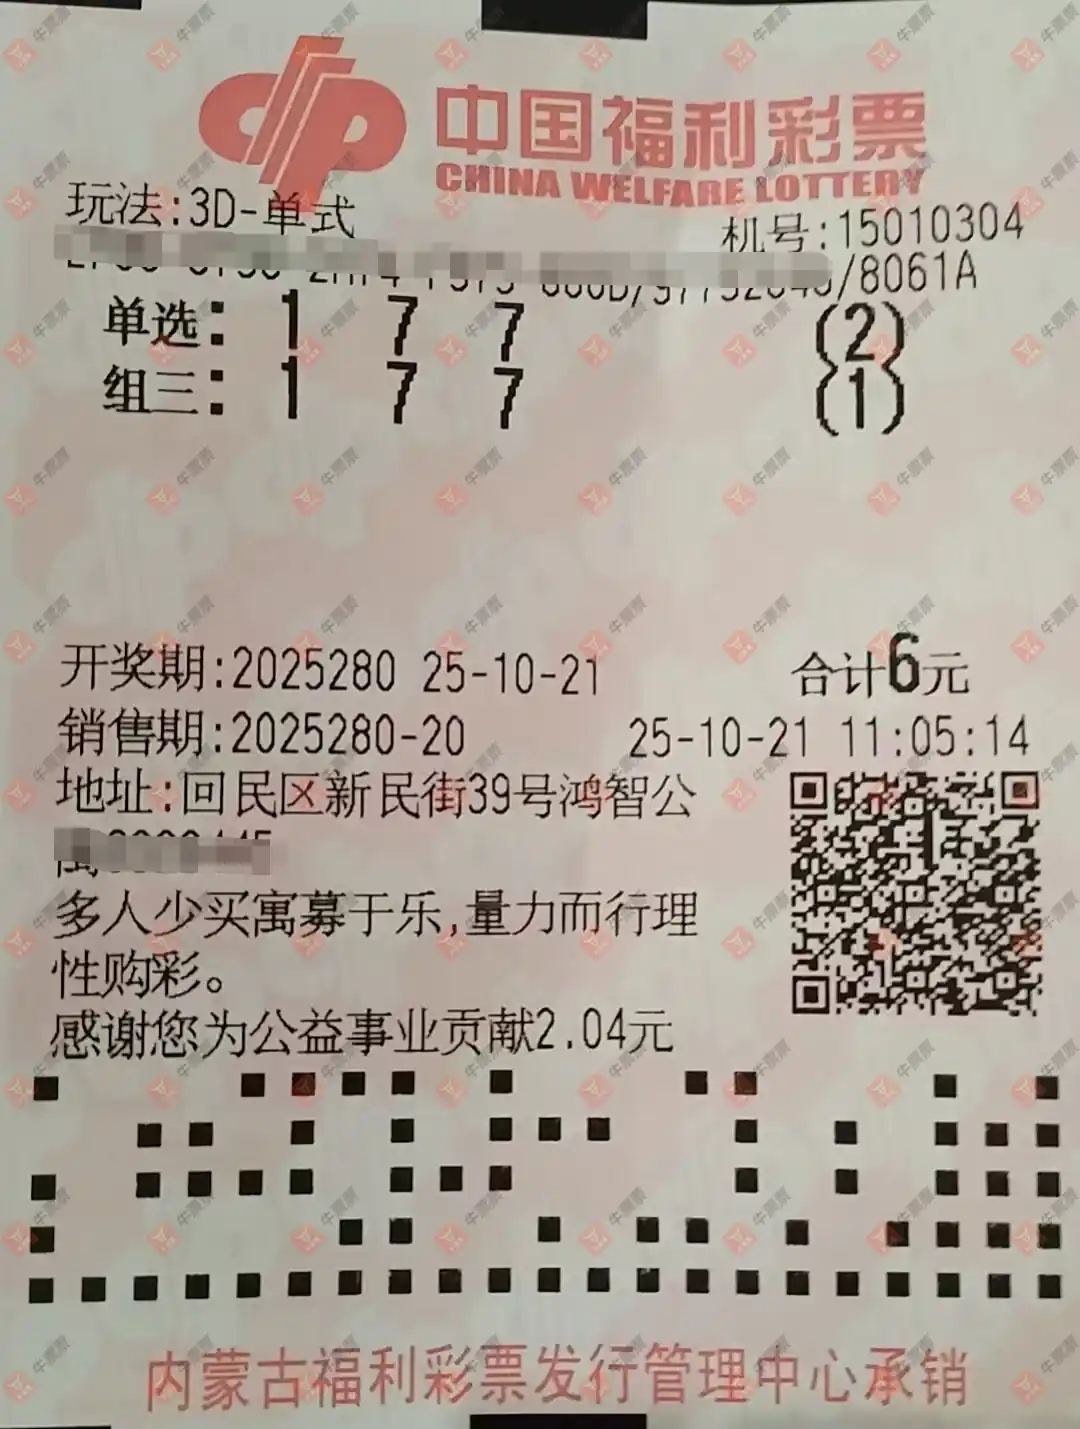 中国福利彩票
CHINA WELFARE LOTTERY
玩法:3D-单式
机号:15010304
/8061A
单选: 1 7 7 (2)
组三: 1 7 7 (1)
开奖期:2025280 25-10-21 合计6元
销售期:2025280-20 25-10-21 11:05:14
地址:回民区新民街39号鸿智公
多人少买寓募于乐,量力而行理
性购彩。
感谢您为公益事业贡献2.04元
内蒙古福利彩票发行管理中心承销
牛票票